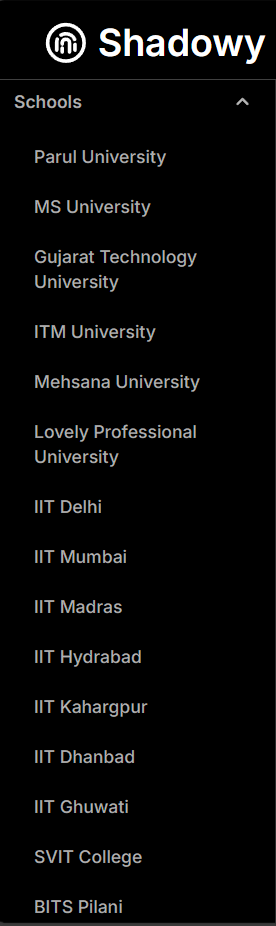 Shadowy
Schools
Parul University
MS University
Gujarat Technology
University
ITM University
Mehsana University
Lovely Professional
University
IIT Delhi
IIT Mumbai
IIT Madras
IIT Hydrabad
IIT Kahargpur
IIT Dhanbad
IIT Ghuwati
SVIT College
BITS Pilani